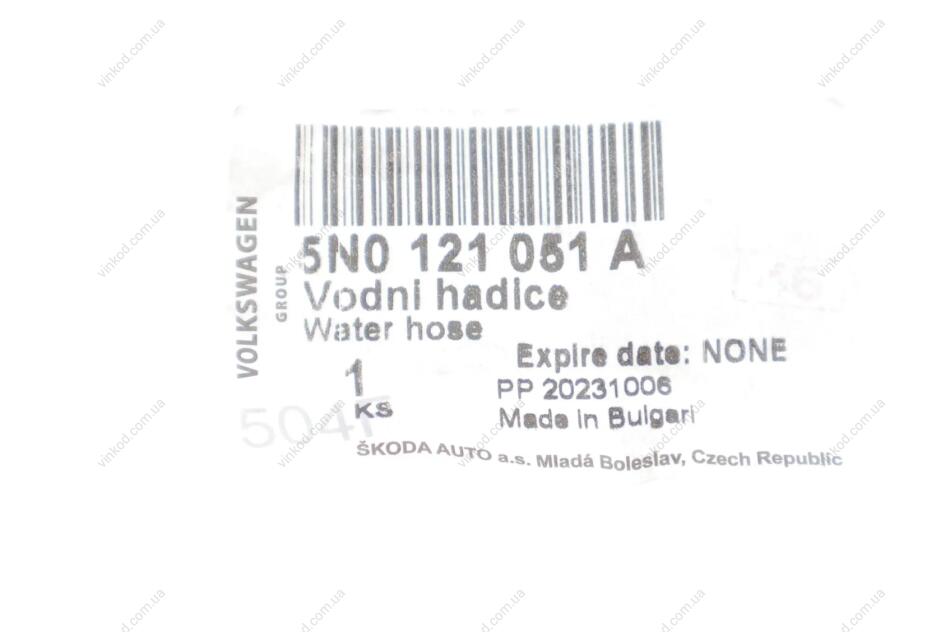 VOLKSWAGEN
GROUP
5N0 121 051 A
Vodni hadice
Water hose
1
KS
Expire date: NONE
PP 20231006
Made in Bulgari
504F
ŠKODA AUTO a.s. Mladá Boleslav, Czech Republic
vinkod.com.ua